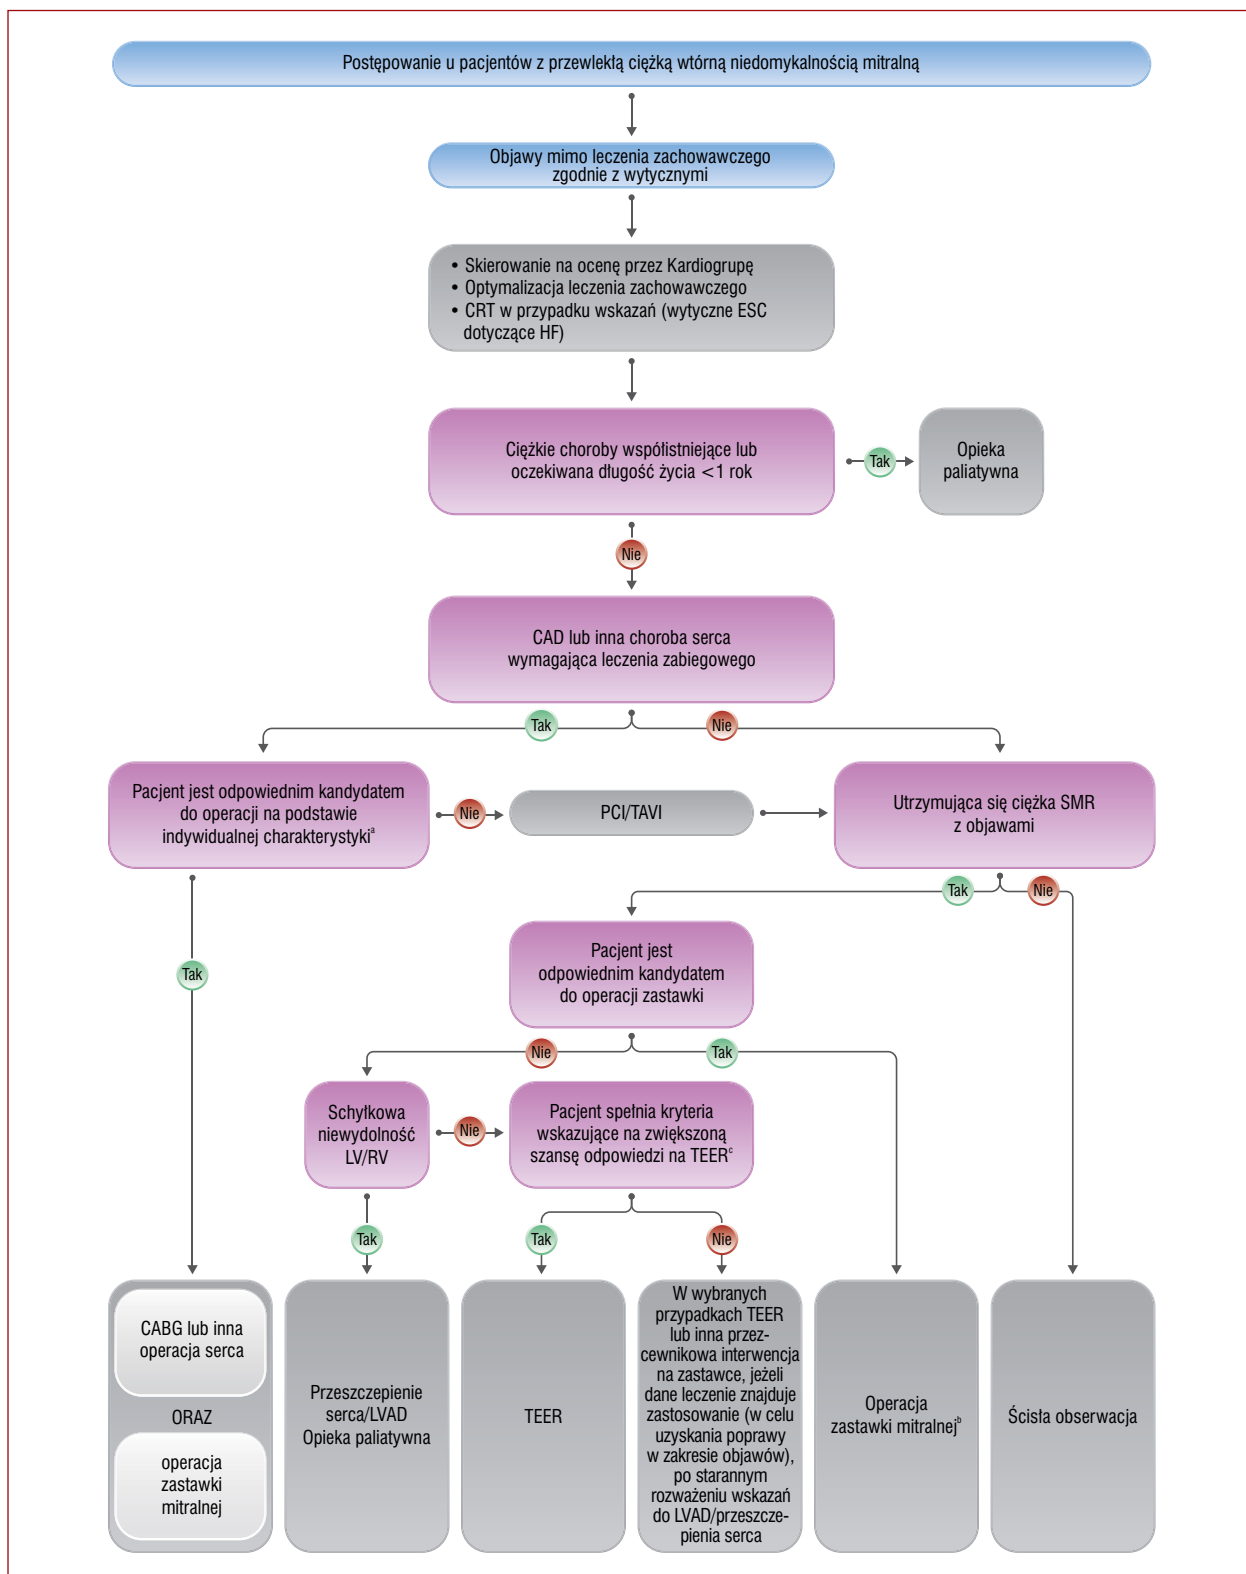 Postępowanie u pacjentów z przewlekłą ciężką wtórną niedomykalnością mitralną
Objawy mimo leczenia zachowawczego
zgodnie z wytycznymi
• Skierowanie na ocenę przez Kardiogrupę
• Optymalizacja leczenia zachowawczego
• CRT w przypadku wskazań (wytyczne ESC
dotyczące HF)
Ciężkie choroby współistniejące lub
oczekiwana długość życia <1 rok
Tak
Opieka
paliatywna
Nie
CAD lub inna choroba serca
wymagająca leczenia zabiegowego
Tak
Nie
Pacjent jest odpowiednim kandydatem
do operacji na podstawie
indywidualnej charakterystykiᵃ
Nie
PCI/TAVI
Utrzymująca się ciężka SMR
z objawami
Tak
Nie
Pacjent jest
odpowiednim kandydatem
do operacji zastawki
Tak
Nie
Tak
Schyłkowa
niewydolność
LV/RV
Nie
Pacjent spełnia kryteria
wskazujące na zwiększoną
szansę odpowiedzi na TEERᶜ
Tak
Tak
Nie
CABG lub inna
operacja serca
ORAZ
operacja
zastawki
mitralnej
Przeszczepienie
serca/LVAD
Opieka paliatywna
TEER
W wybranych
przypadkach TEER
lub inna przez-
cewnikowa interwencja
na zastawce, jeżeli
dane leczenie znajduje
zastosowanie (w celu
uzyskania poprawy
w zakresie objawów),
po starannym
rozważeniu wskazań
do LVAD/przeszcze-
pienia serca
Operacja
zastawki mitralnejᵇ
Ścisła obserwacja